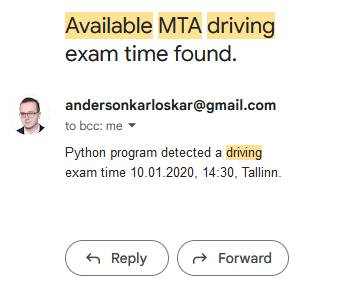 Available MTA driving
exam time found.
andersonkarloskar@gmail.com
to bcc: me
Python program detected a driving
exam time 10.01.2020, 14:30, Tallinn.
Reply
Forward